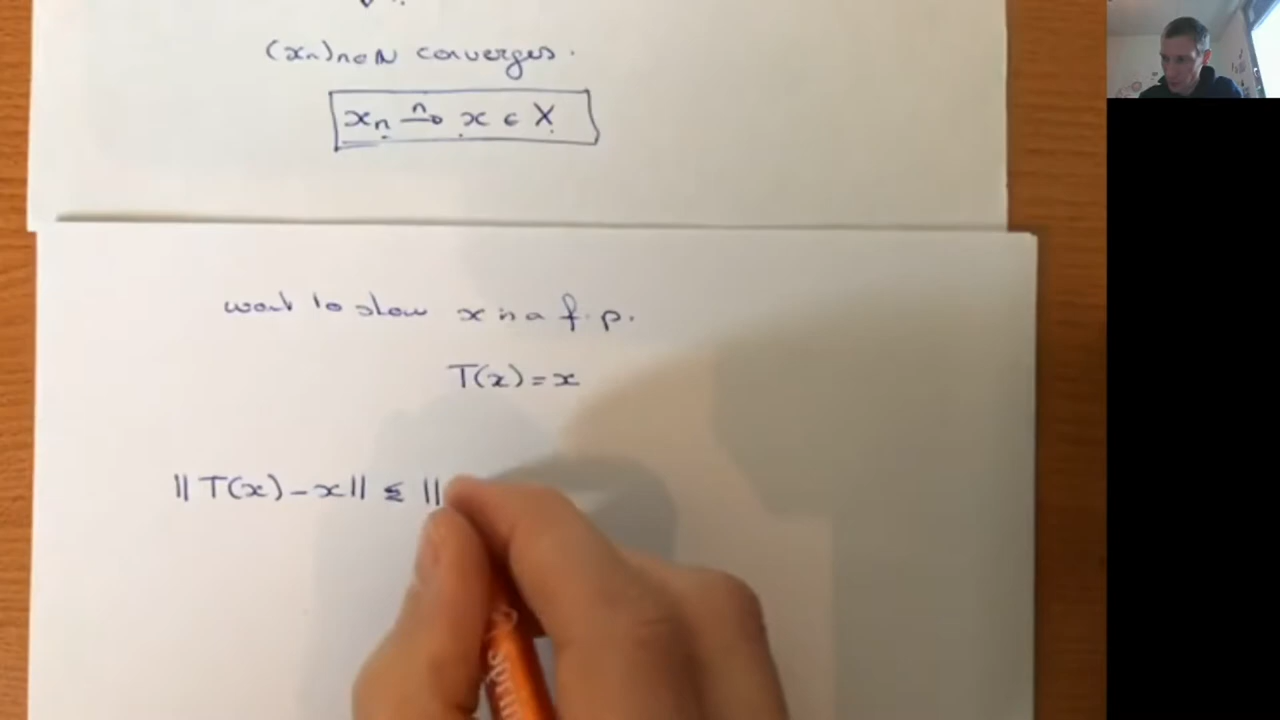 (xn)n∈ℕ converges.
xn →ⁿ x ∈ X
want to show x is a f.p.
T(x) = x
|| T(x) - x || ≤ ||